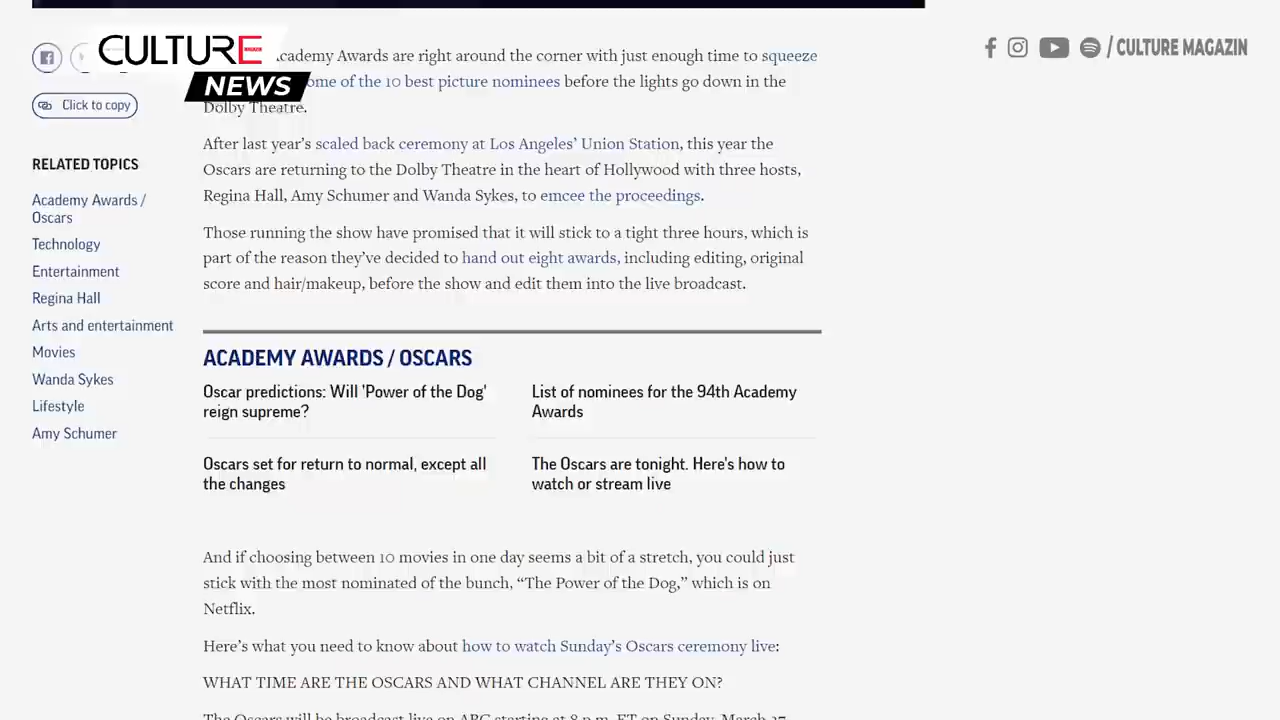 CULTURE
NEWS
/ CULTURE MAGAZIN
Click to copy
RELATED TOPICS
Academy Awards /
Oscars
Technology
Entertainment
Regina Hall
Arts and entertainment
Movies
Wanda Sykes
Lifestyle
Amy Schumer
Academy Awards are right around the corner with just enough time to squeeze
of the 10 best picture nominees before the lights go down in the
Dolby Theatre.
After last year’s scaled back ceremony at Los Angeles’ Union Station, this year the
Oscars are returning to the Dolby Theatre in the heart of Hollywood with three hosts,
Regina Hall, Amy Schumer and Wanda Sykes, to emcee the proceedings.
Those running the show have promised that it will stick to a tight three hours, which is
part of the reason they’ve decided to hand out eight awards, including editing, original
score and hair/makeup, before the show and edit them into the live broadcast.
ACADEMY AWARDS / OSCARS
Oscar predictions: Will 'Power of the Dog'
reign supreme?
List of nominees for the 94th Academy
Awards
Oscars set for return to normal, except all
the changes
The Oscars are tonight. Here's how to
watch or stream live
And if choosing between 10 movies in one day seems a bit of a stretch, you could just
stick with the most nominated of the bunch, “The Power of the Dog,” which is on
Netflix.
Here’s what you need to know about how to watch Sunday’s Oscars ceremony live:
WHAT TIME ARE THE OSCARS AND WHAT CHANNEL ARE THEY ON?
The Oscars will be broadcast live on ABC starting at 8 p.m. ET on Sunday, March 27.